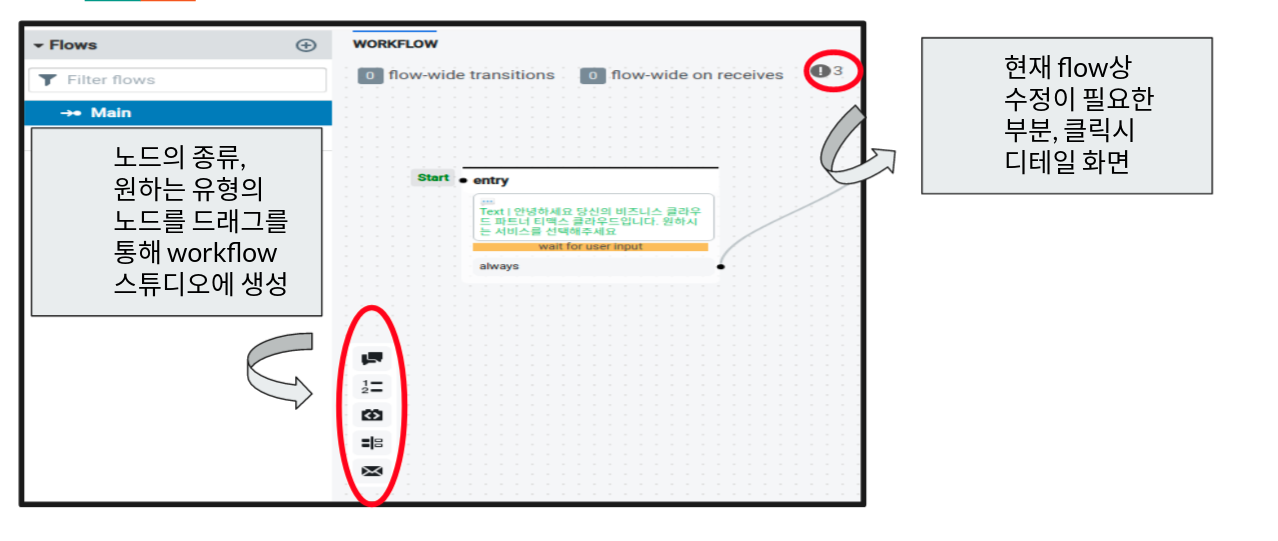 Flows
Filter flows
Main
WORKFLOW
0 flow-wide transitions
0 flow-wide on receives
3
노드의 종류,
원하는 유형의
노드를 드래그를
통해 workflow
스튜디오에 생성
Start
entry
Text | 안녕하세요 당신의 비즈니스 클라우
드 파트너 티맥스 클라우드입니다. 원하시
는 서비스를 선택해주세요
wait for user input
always
현재 flow상
수정이 필요한
부분, 클릭시
디테일 화면